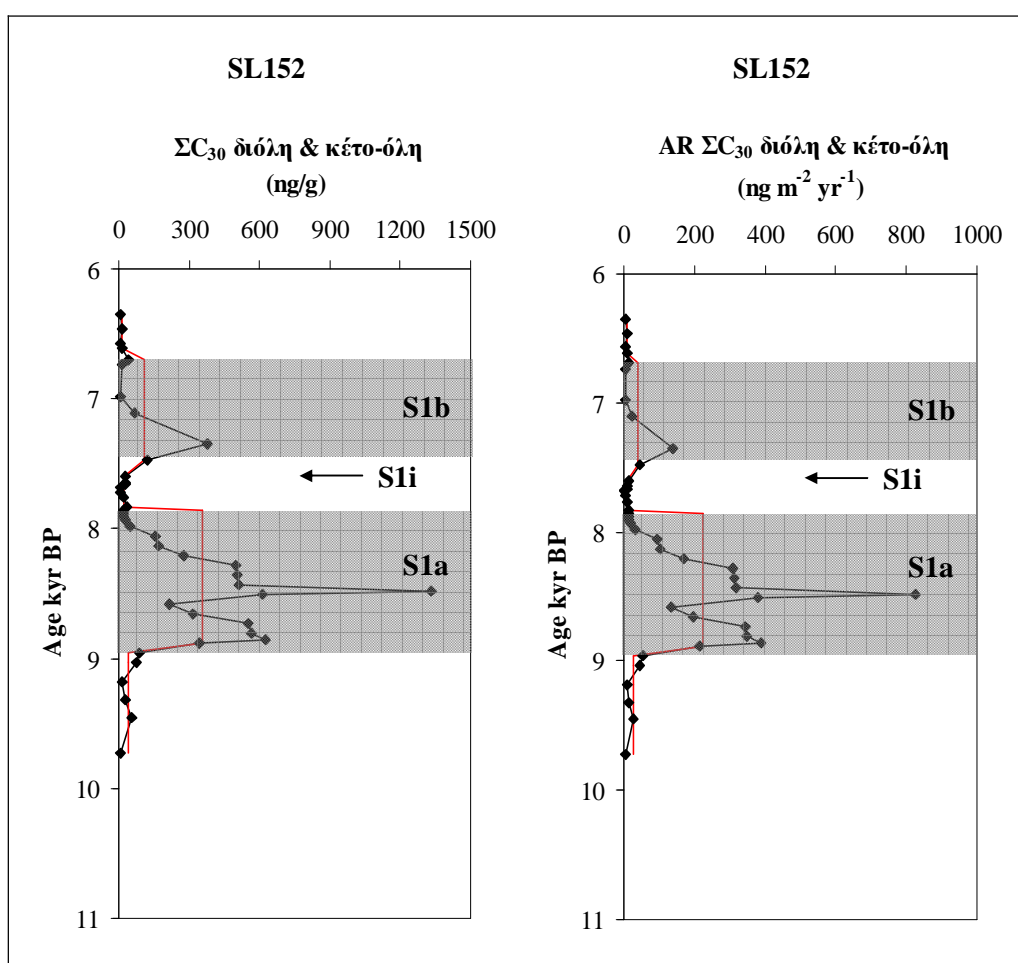 SL152
ΣC₃₀ διόλη & κέτο-όλη
(ng/g)
0 300 600 900 1200 1500
6
7
8
9
10
11
Age kyr BP
S1b
S1i
S1a
SL152
AR ΣC₃₀ διόλη & κέτο-όλη
(ng m⁻² yr⁻¹)
0 200 400 600 800 1000
6
7
8
9
10
11
Age kyr BP
S1b
S1i
S1a